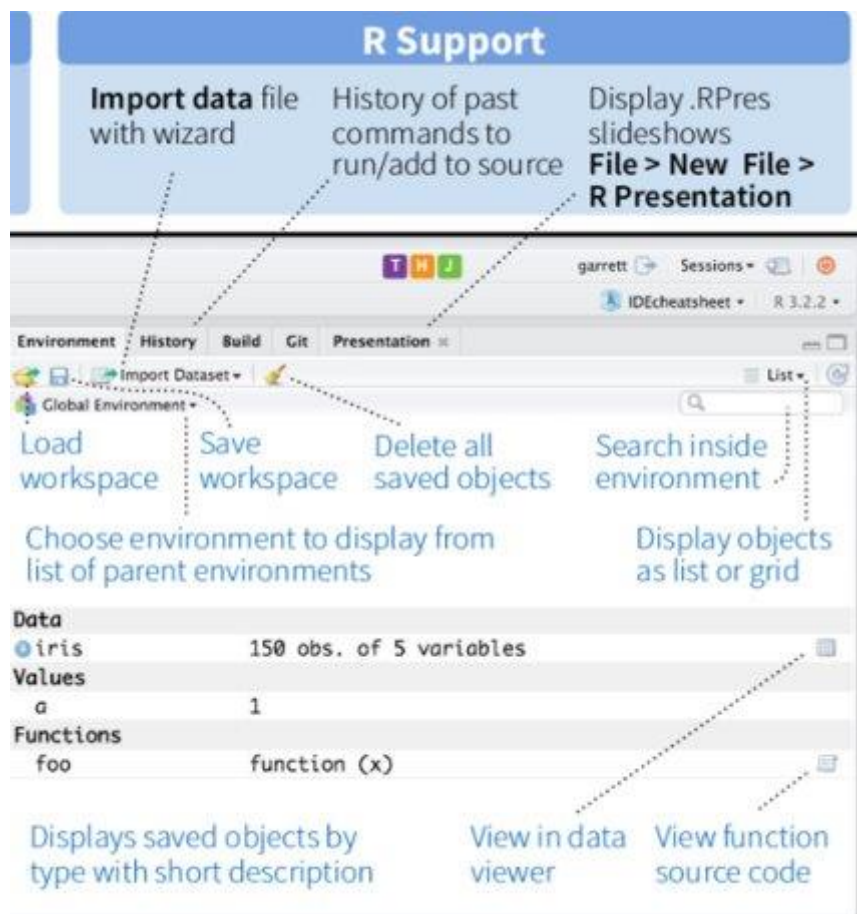 R Support
Import data file
with wizard
History of past
commands to
run/add to source
Display .RPres
slideshows
File > New File >
R Presentation
T H J
garrett Sessions
IDEcheatsheet R 3.2.2
Environment History Build Git Presentation
Import Dataset List
Global Environment
Load
workspace
Save
workspace
Delete all
saved objects
Search inside
environment
Choose environment to display from
list of parent environments
Display objects
as list or grid
Data
iris 150 obs. of 5 variables
Values
a 1
Functions
foo function (x)
Displays saved objects by
type with short description
View in data
viewer
View function
source code